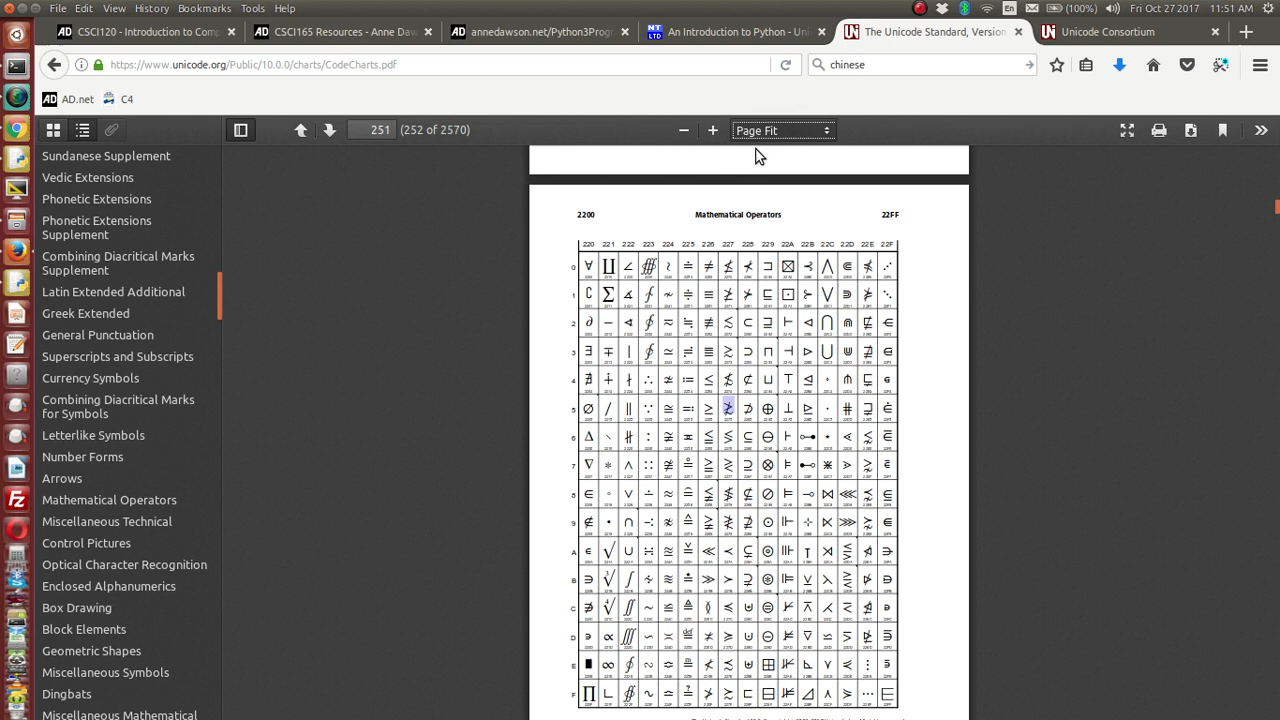 File Edit View History Bookmarks Tools Help
En (100%) Fri Oct 27 2017 11:51 AM
CSCI120 - Introduction to Comp
CSCI165 Resources - Anne Daw
annedawson.net/Python3Progr
An Introduction to Python - Uni
The Unicode Standard, Version
Unicode Consortium
https://www.unicode.org/Public/10.0.0/charts/CodeCharts.pdf
chinese
AD.net C4
251 (252 of 2570)
Page Fit
Sundanese Supplement
Vedic Extensions
Phonetic Extensions
Phonetic Extensions
Supplement
Combining Diacritical Marks
Supplement
Latin Extended Additional
Greek Extended
General Punctuation
Superscripts and Subscripts
Currency Symbols
Combining Diacritical Marks
for Symbols
Letterlike Symbols
Number Forms
Arrows
Mathematical Operators
Miscellaneous Technical
Control Pictures
Optical Character Recognition
Enclosed Alphanumerics
Box Drawing
Block Elements
Geometric Shapes
Miscellaneous Symbols
Dingbats
2200 Mathematical Operators 22FF
220 221 222 223 224 225 226 227 228 229 22A 22B 22C 22D 22E 22F
0 ∀ ∐ ∠ ∰ ≀ ≐ ≠ ≰ ⊀ ⊐ ⊠ ⊰ ⋀ ⋐ ⋠ ⋰
1 ∁ ∑ ∡ ∱ ≁ ≑ ≡ ≱ ⊁ ⊑ ⊡ ⊱ ⋁ ⋑ ⋡ ⋱
2 ∂ − ∢ ∲ ≂ ≒ ≢ ≲ ⊂ ⊒ ⊢ ⊲ ⋂ ⋒ ⋢ ⋲
3 ∃ ∓ ∣ ∳ ≃ ≓ ≣ ≳ ⊃ ⊓ ⊣ ⊳ ⋃ ⋓ ⋣ ⋳
4 ∄ ∔ ∤ ∴ ≄ ≔ ≤ ≴ ⊄ ⊔ ⊤ ⊴ ⋄ ⋔ ⋤ ⋴
5 ∅ ∕ ∥ ∵ ≅ ≕ ≥ ≵ ⊅ ⊕ ⊥ ⊵ ⋅ ⋕ ⋥ ⋵
6 ∆ ∖ ∦ ∶ ≆ ≖ ≦ ≶ ⊆ ⊖ ⊦ ⊶ ⋆ ⋖ ⋦ ⋶
7 ∇ ∗ ∧ ∷ ≇ ≗ ≧ ≷ ⊇ ⊗ ⊧ ⊷ ⋇ ⋗ ⋧ ⋷
8 ∈ ∘ ∨ ∸ ≈ ≘ ≨ ≸ ⊈ ⊘ ⊨ ⊸ ⋈ ⋘ ⋨ ⋸
9 ∉ ∙ ∩ ∹ ≉ ≙ ≩ ≹ ⊉ ⊙ ⊩ ⊹ ⋉ ⋙ ⋩ ⋹
A ∊ √ ∪ ∺ ≊ ≚ ≪ ≺ ⊊ ⊚ ⊪ ⊺ ⋊ ⋚ ⋪ ⋺
B ∋ ∛ ∫ ∻ ≋ ≛ ≫ ≻ ⊋ ⊛ ⊫ ⊻ ⋋ ⋛ ⋫ ⋻
C ∌ ∜ ∬ ∼ ≌ ≜ ≬ ≼ ⊌ ⊜ ⊬ ⊼ ⋌ ⋜ ⋬ ⋼
D ∍ ∝ ∭ ∽ ≍ ≝ ≭ ≽ ⊍ ⊝ ⊭ ⊽ ⋍ ⋝ ⋭ ⋽
E ∎ ∞ ∮ ∾ ≎ ≞ ≮ ≾ ⊎ ⊞ ⊮ ⊾ ⋎ ⋞ ⋮ ⋾
F ∏ ∟ ∯ ∿ ≏ ≟ ≯ ≿ ⊏ ⊟ ⊯ ⊿ ⋏ ⋟ ⋯ ⋿